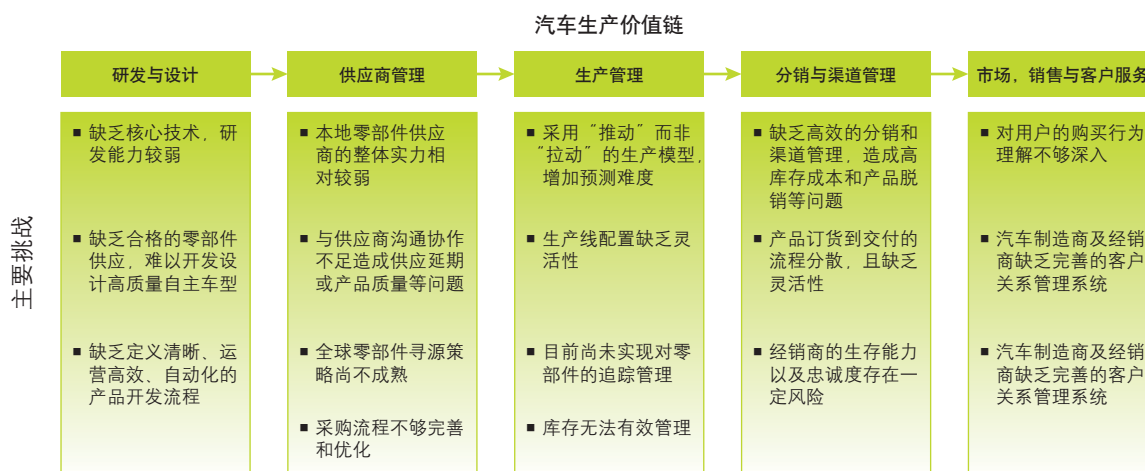 汽车生产价值链
研发与设计
供应商管理
生产管理
分销与渠道管理
市场，销售与客户服务
主要挑战
■ 缺乏核心技术，研
发能力较弱
■ 缺乏合格的零部件
供应，难以开发设
计高质量自主车型
■ 缺乏定义清晰、运
营高效、自动化的
产品开发流程
■ 本地零部件供应
商的整体实力相
对较弱
■ 与供应商沟通协作
不足造成供应延期
或产品质量等问题
■ 全球零部件寻源策
略尚不成熟
■ 采购流程不够完善
和优化
■ 采用“推动”而非
“拉动”的生产模型，
增加预测难度
■ 生产线配置缺乏灵
活性
■ 目前尚未实现对零
部件的追踪管理
■ 库存无法有效管理
■ 缺乏高效的分销和
渠道管理，造成高
库存成本和产品脱
销等问题
■ 产品订货到交付的
流程分散，且缺乏
灵活性
■ 经销商的生存能力
以及忠诚度存在一
定风险
■ 对用户的购买行为
理解不够深入
■ 汽车制造商及经销
商缺乏完善的客户
关系管理系统
■ 汽车制造商及经销
商缺乏完善的客户
关系管理系统